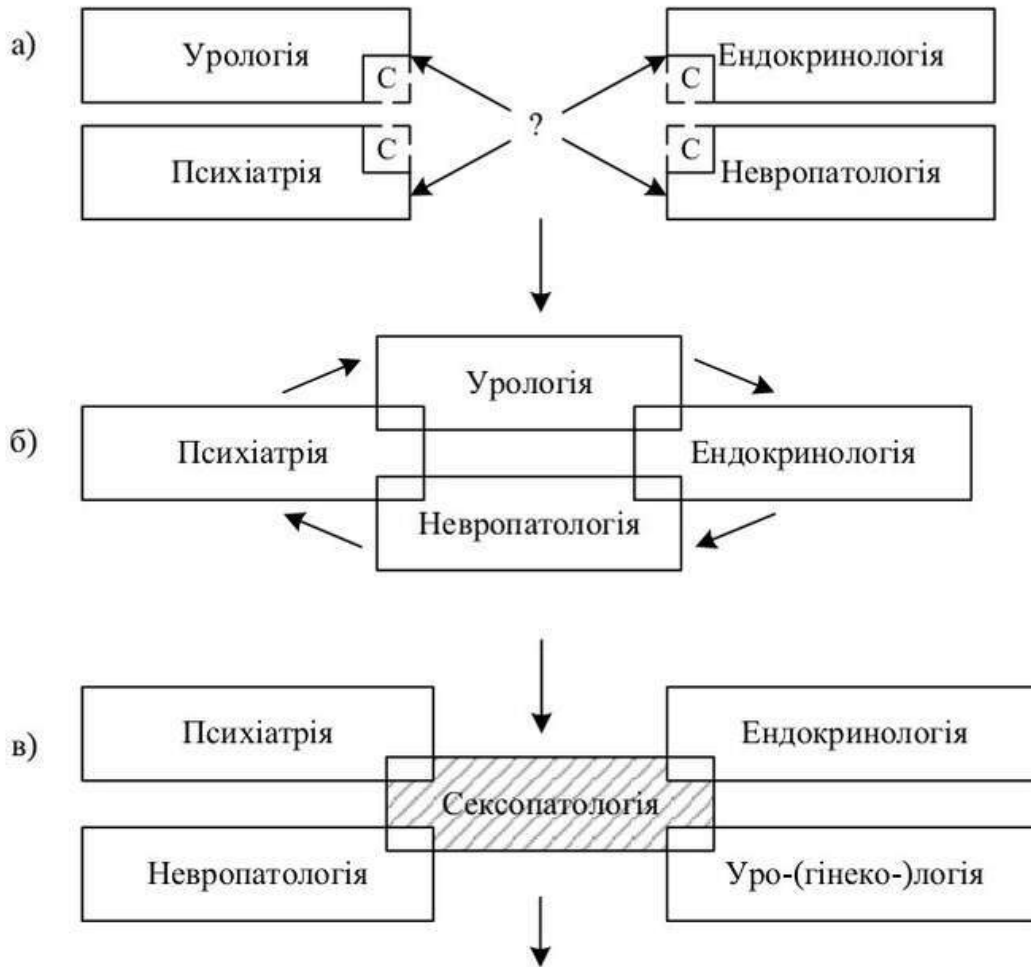 а)
Урологія
С
Ендокринологія
С
?
Психіатрія
С
Невропатологія
С
б)
Урологія
Психіатрія
Ендокринологія
Невропатологія
в)
Психіатрія
Ендокринологія
Сексопатологія
Невропатологія
Уро-(гінеко-)логія